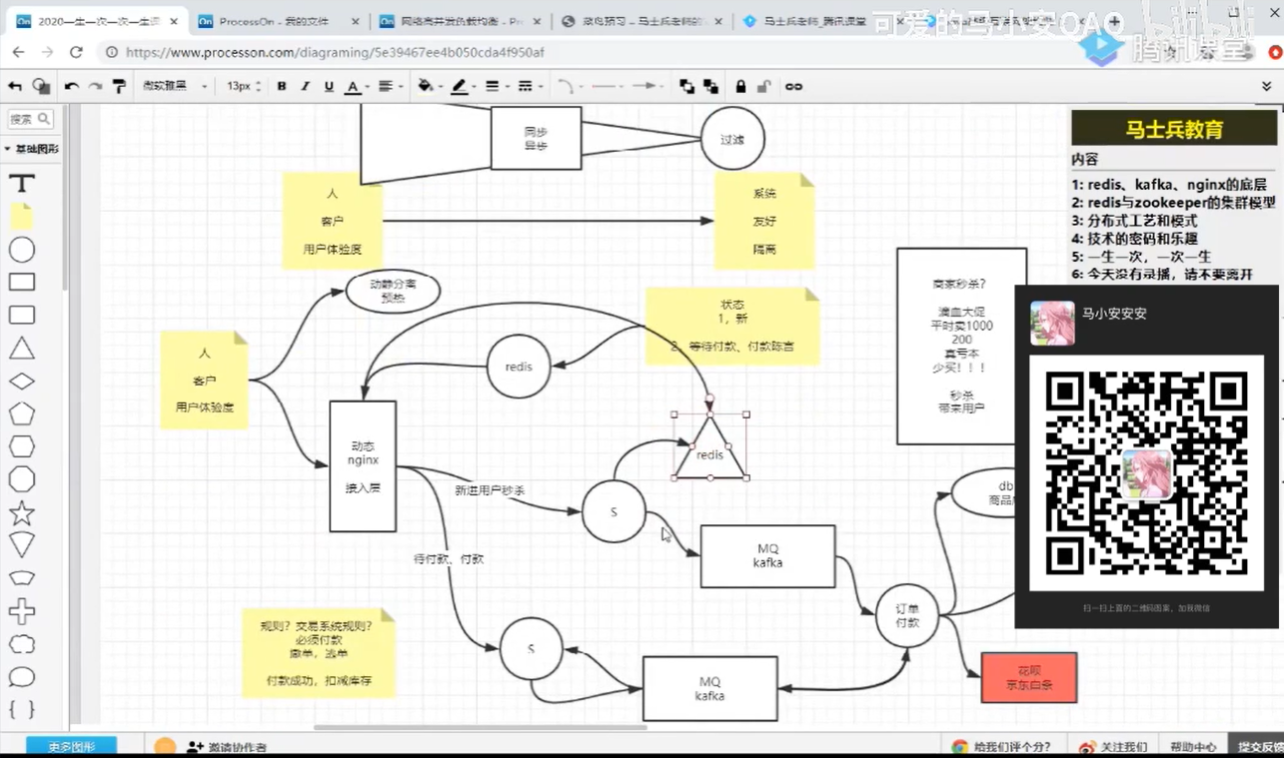 2020一生一次一次一生
ProcessOn - 我的文件
网络高并发负载均衡 - Pr
马士兵老师_腾讯课堂
可爱的马小安QAQ
bilibili
腾讯课堂
https://www.processon.com/diagraming/5e39467ee4b050cda4f950af
微软雅黑
13px
B I U A
搜索
基础图形
T
同步
异步
过滤
人
客户
用户体验度
系统
友好
隔离
动静分离
预热
状态
1，新
2，等待付款、付款陈宫
redis
人
客户
用户体验度
动态
nginx
接入层
redis
新进用户秒杀
S
MQ
kafka
待付款、付款
订单
付款
规则？交易系统规则？
必须付款
撤单，逃单
付款成功，扣减库存
S
MQ
kafka
花呗
京东白条
db
商品
商家秒杀？
滴血大促
平时卖1000
200
真亏本
少买！！！
秒杀
带来用户
马士兵教育
内容
1: redis、kafka、nginx的底层
2: redis与zookeeper的集群模型
3: 分布式工艺和模式
4: 技术的密码和乐趣
5: 一生一次，一次一生
6: 今天没有录播，请不要离开
马小安安安
扫一扫上面的二维码图案，加我微信
更多图形
邀请协作者
给我们评个分？
关注我们
帮助中心
提交反馈